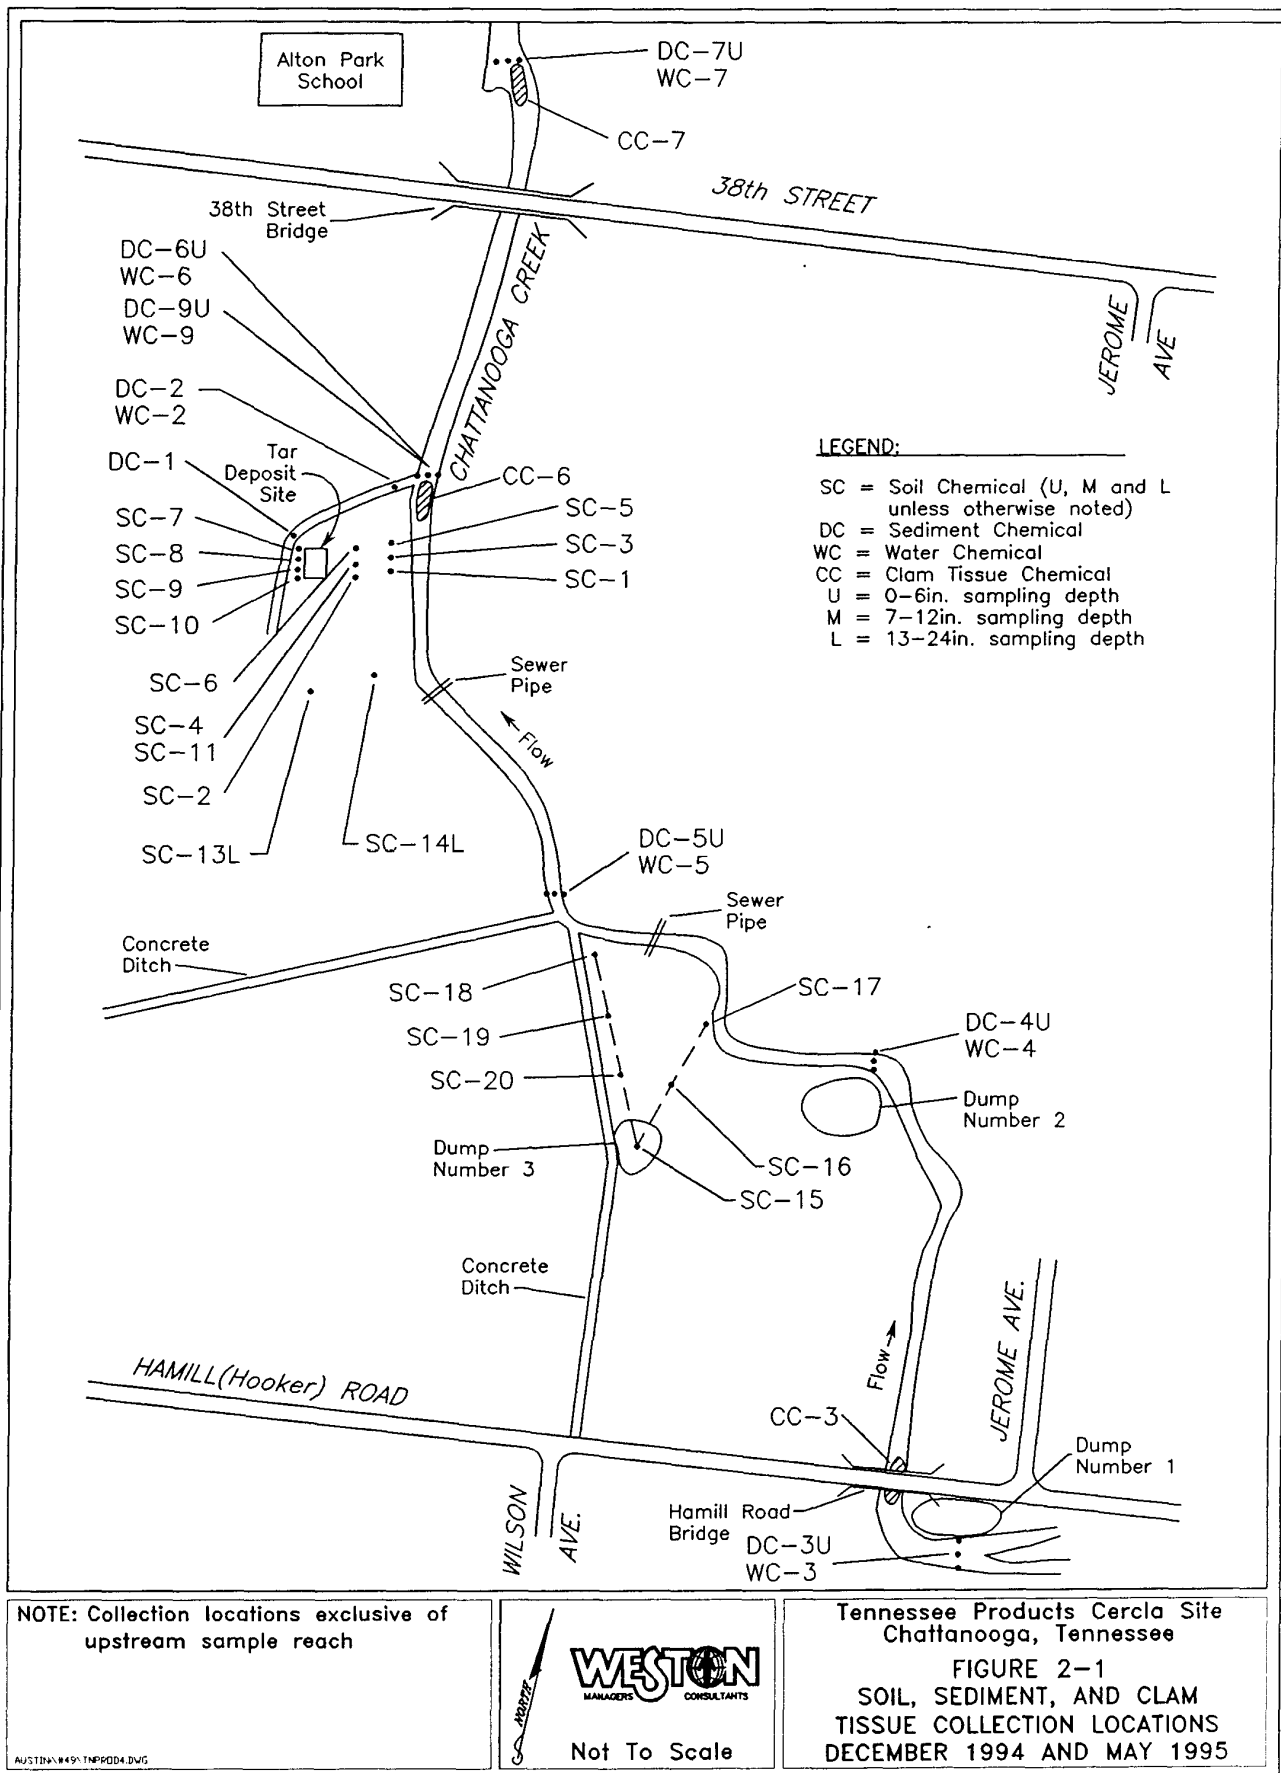 Alton Park
School
DC-7U
WC-7
CC-7
38th STREET
38th Street
Bridge
CHATTANOOGA CREEK
JEROME
AVE
DC-6U
WC-6
DC-9U
WC-9
DC-2
WC-2
DC-1
Tar
Deposit
Site
SC-7
SC-8
SC-9
SC-10
CC-6
SC-5
SC-3
SC-1
SC-6
SC-4
SC-11
SC-2
SC-13L
SC-14L
Sewer
Pipe
Flow
LEGEND:
SC = Soil Chemical (U, M and L
unless otherwise noted)
DC = Sediment Chemical
WC = Water Chemical
CC = Clam Tissue Chemical
U = 0-6in. sampling depth
M = 7-12in. sampling depth
L = 13-24in. sampling depth
DC-5U
WC-5
Sewer
Pipe
Concrete
Ditch
SC-18
SC-19
SC-20
SC-17
DC-4U
WC-4
Dump
Number 2
Dump
Number 3
SC-16
SC-15
Concrete
Ditch
HAMILL(Hooker) ROAD
Flow
JEROME AVE.
CC-3
Dump
Number 1
Hamill Road
Bridge
DC-3U
WC-3
WILSON
AVE.
NOTE: Collection locations exclusive of
upstream sample reach
AUSTIN\#49\TNPROD4.DWG
NORTH
WESTON
MANAGERS CONSULTANTS
Not To Scale
Tennessee Products Cercla Site
Chattanooga, Tennessee
FIGURE 2-1
SOIL, SEDIMENT, AND CLAM
TISSUE COLLECTION LOCATIONS
DECEMBER 1994 AND MAY 1995